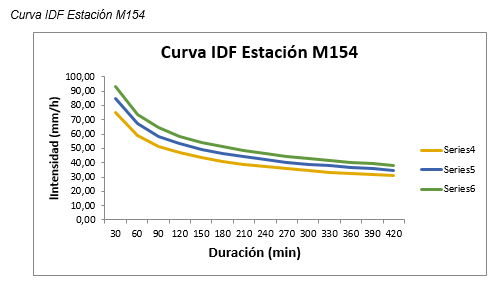 Curva IDF Estación M154
Curva IDF Estación M154
100,00
90,00
80,00
70,00
60,00
50,00
40,00
30,00
20,00
10,00
0,00
IIntensidad (mm/h)
30 60 90 120 150 180 210 240 270 300 330 360 390 420
Duración (min)
Series4
Series5
Series6